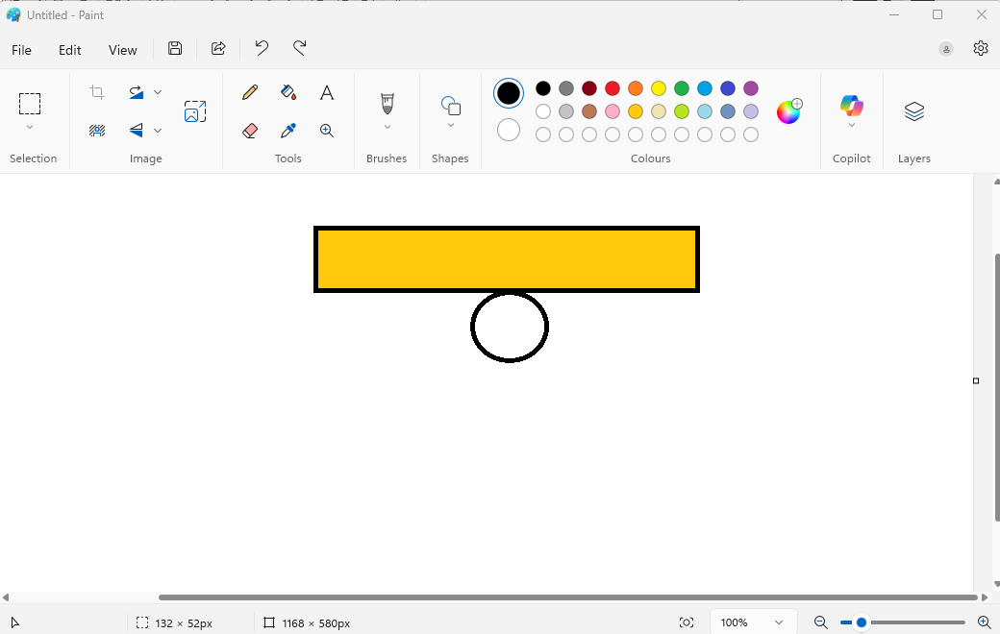 Untitled - Paint
File Edit View
A
Selection Image Tools Brushes Shapes Colours Copilot Layers
132 × 52px 1168 × 580px 100%